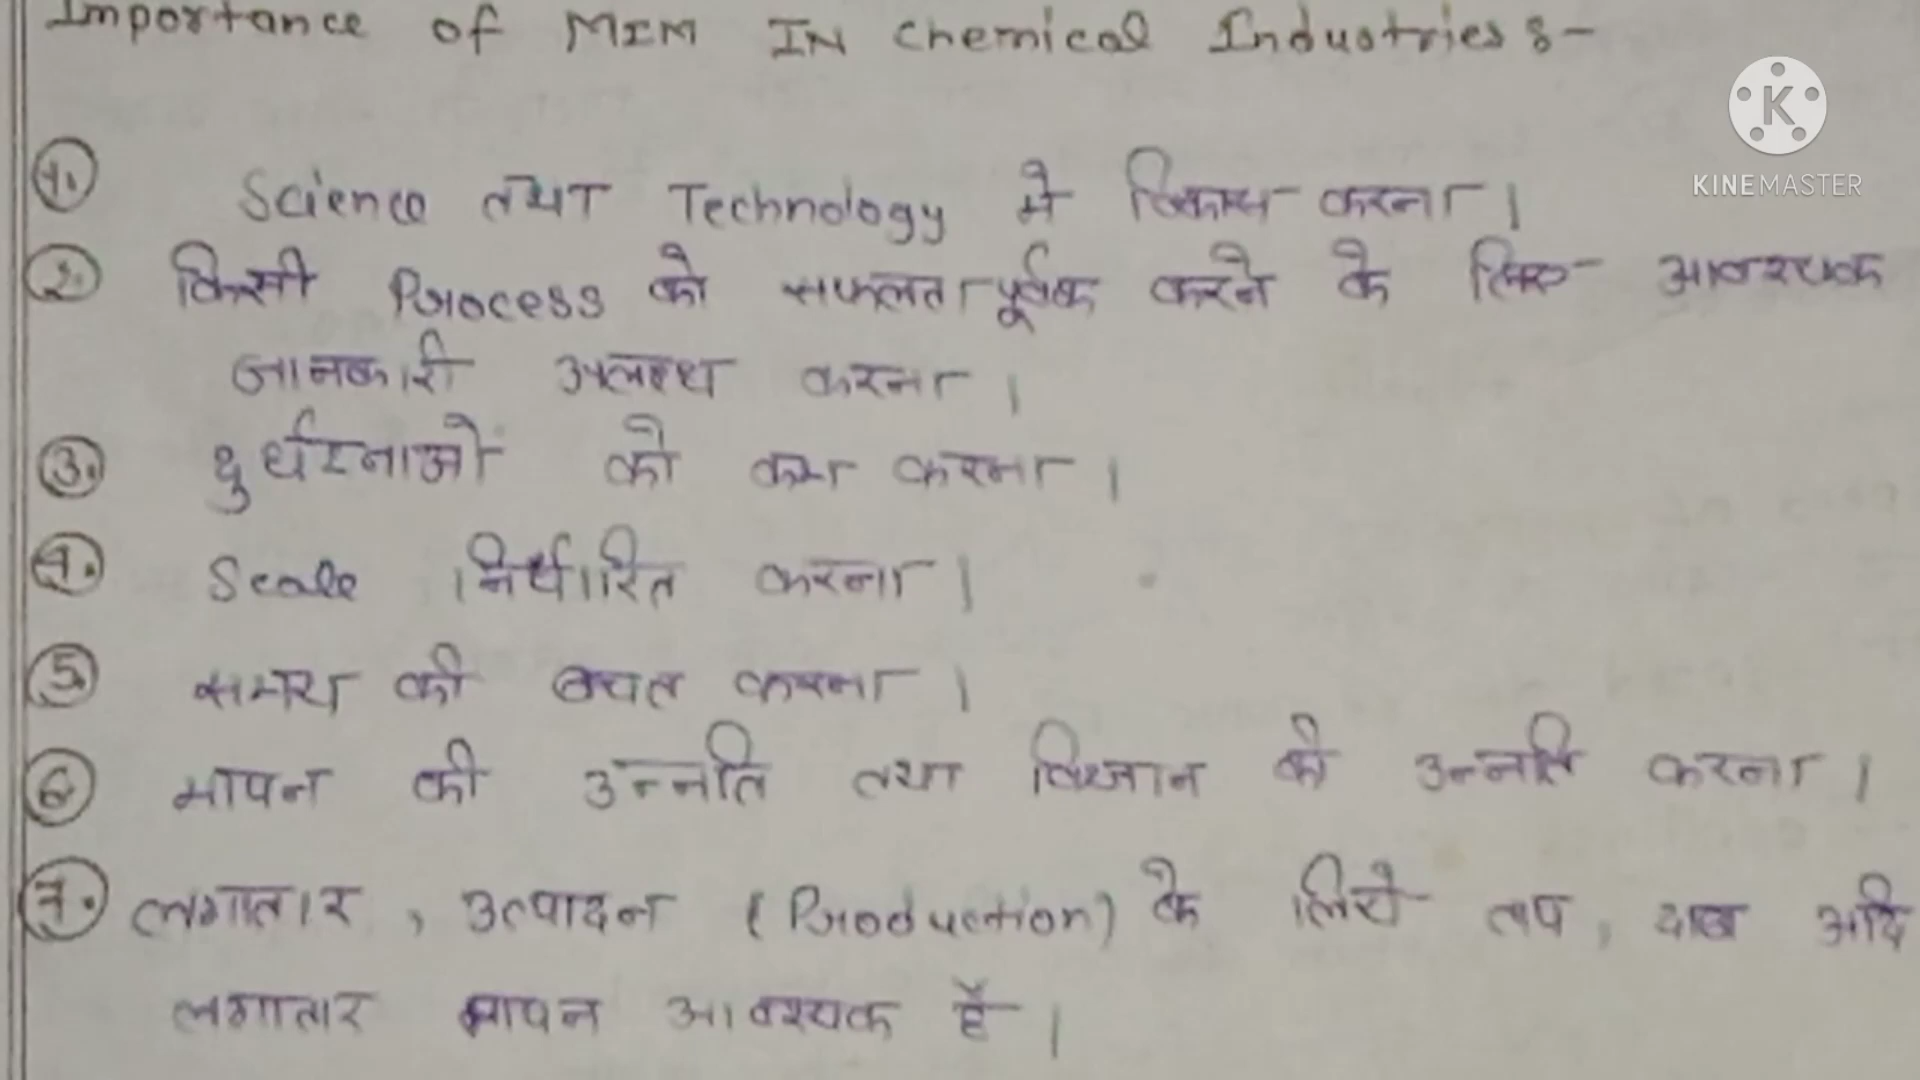 Importance of MIM IN Chemical Industries :-
KINEMASTER
1. Science तथा Technology मे विकास करना।
2. किसी Process को सफलतापूर्वक करने के लिए आवश्यक
जानकारी उपलब्ध करना।
3. धुर्धटनाओ को कम करना।
4. Scale निर्धारित करना।
5. समय की बचत करना।
6. मापन की उन्नति तथा विज्ञान को उन्नति करना।
7. लगातार, उत्पादन (Production) के लिये ताप, दाब आदि
लगातार मापन आवश्यक है।